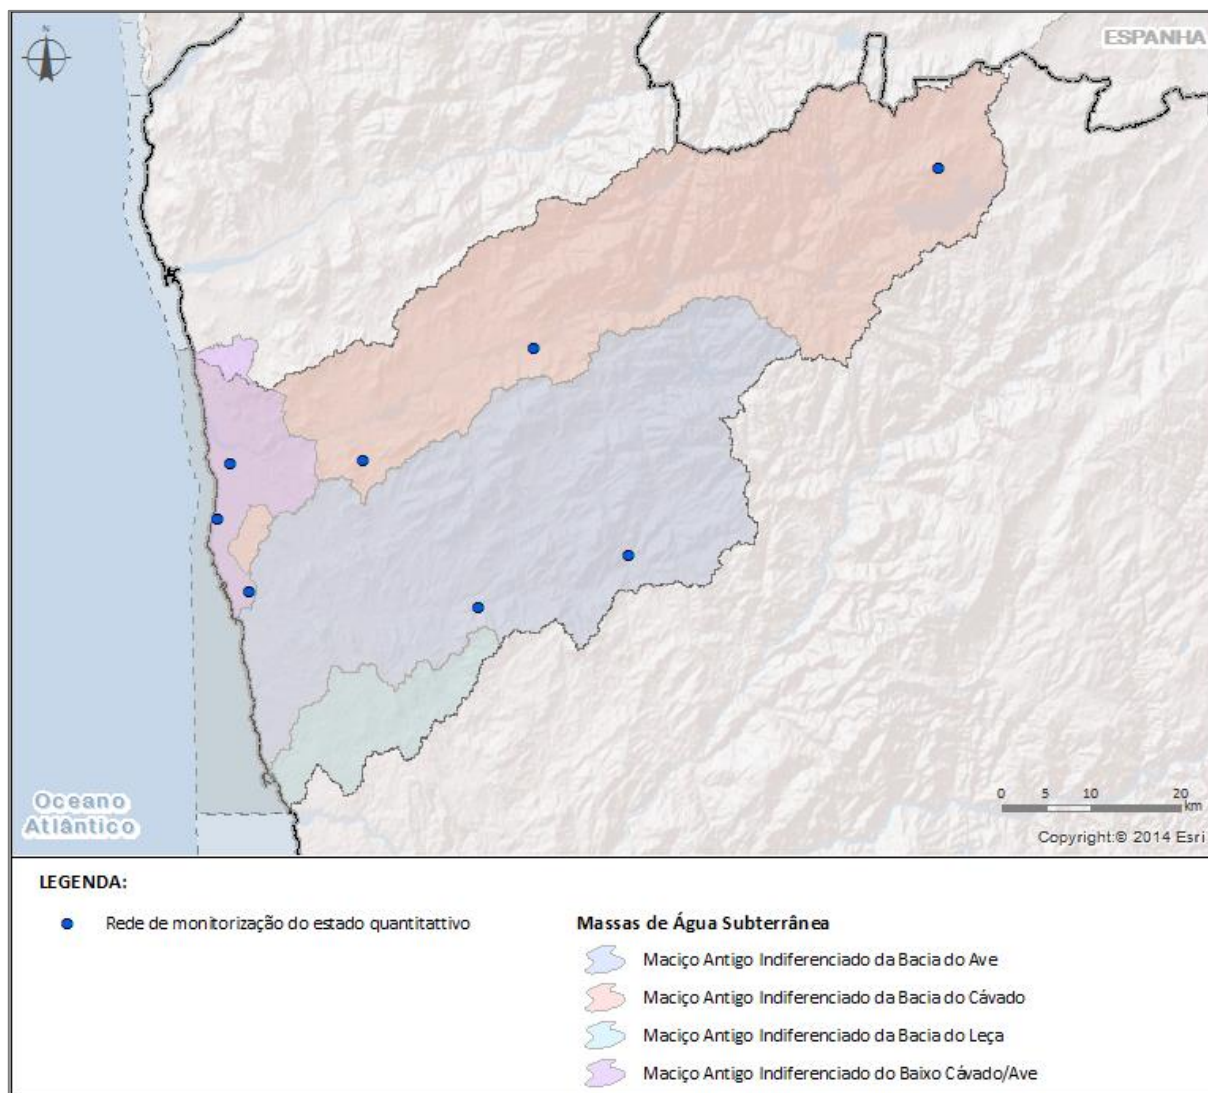 N
ESPANHA
Oceano
Atlântico
0 5 10 20
km
Copyright:© 2014 Esri
LEGENDA:
Rede de monitorização do estado quantitattivo
Massas de Água Subterrânea
Maciço Antigo Indiferenciado da Bacia do Ave
Maciço Antigo Indiferenciado da Bacia do Cávado
Maciço Antigo Indiferenciado da Bacia do Leça
Maciço Antigo Indiferenciado do Baixo Cávado/Ave